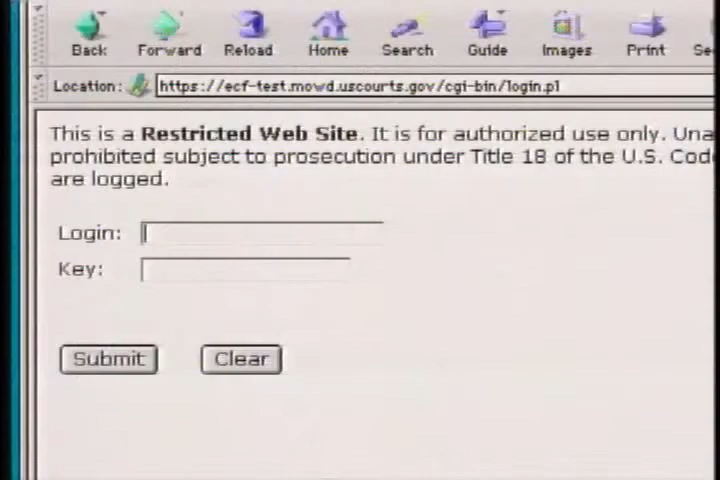 Back Forward Reload Home Search Guide Images Print
Location: https://ecf-test.mowd.uscourts.gov/cgi-bin/login.pl
This is a Restricted Web Site. It is for authorized use only.
prohibited subject to prosecution under Title 18 of the U.S.
are logged.
Login:
Key:
Submit Clear